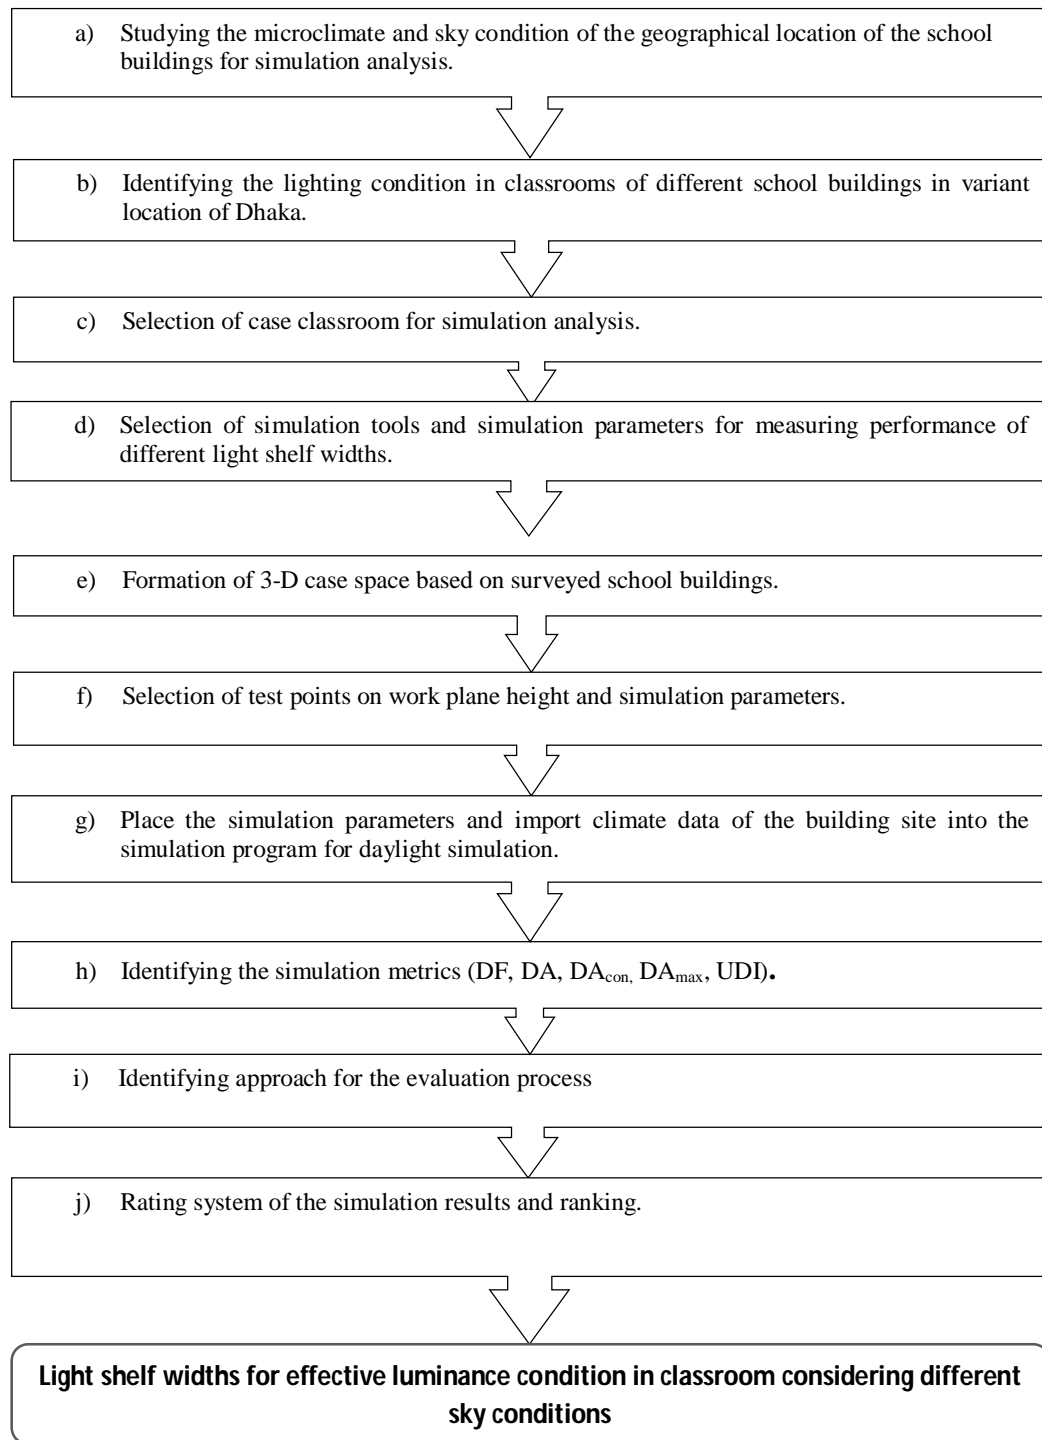 a) Studying the microclimate and sky condition of the geographical location of the school
buildings for simulation analysis.
b) Identifying the lighting condition in classrooms of different school buildings in variant
location of Dhaka.
c) Selection of case classroom for simulation analysis.
d) Selection of simulation tools and simulation parameters for measuring performance of
different light shelf widths.
e) Formation of 3-D case space based on surveyed school buildings.
f) Selection of test points on work plane height and simulation parameters.
g) Place the simulation parameters and import climate data of the building site into the
simulation program for daylight simulation.
h) Identifying the simulation metrics (DF, DA, DAcon, DAmax, UDI).
i) Identifying approach for the evaluation process
j) Rating system of the simulation results and ranking.
Light shelf widths for effective luminance condition in classroom considering different
sky conditions